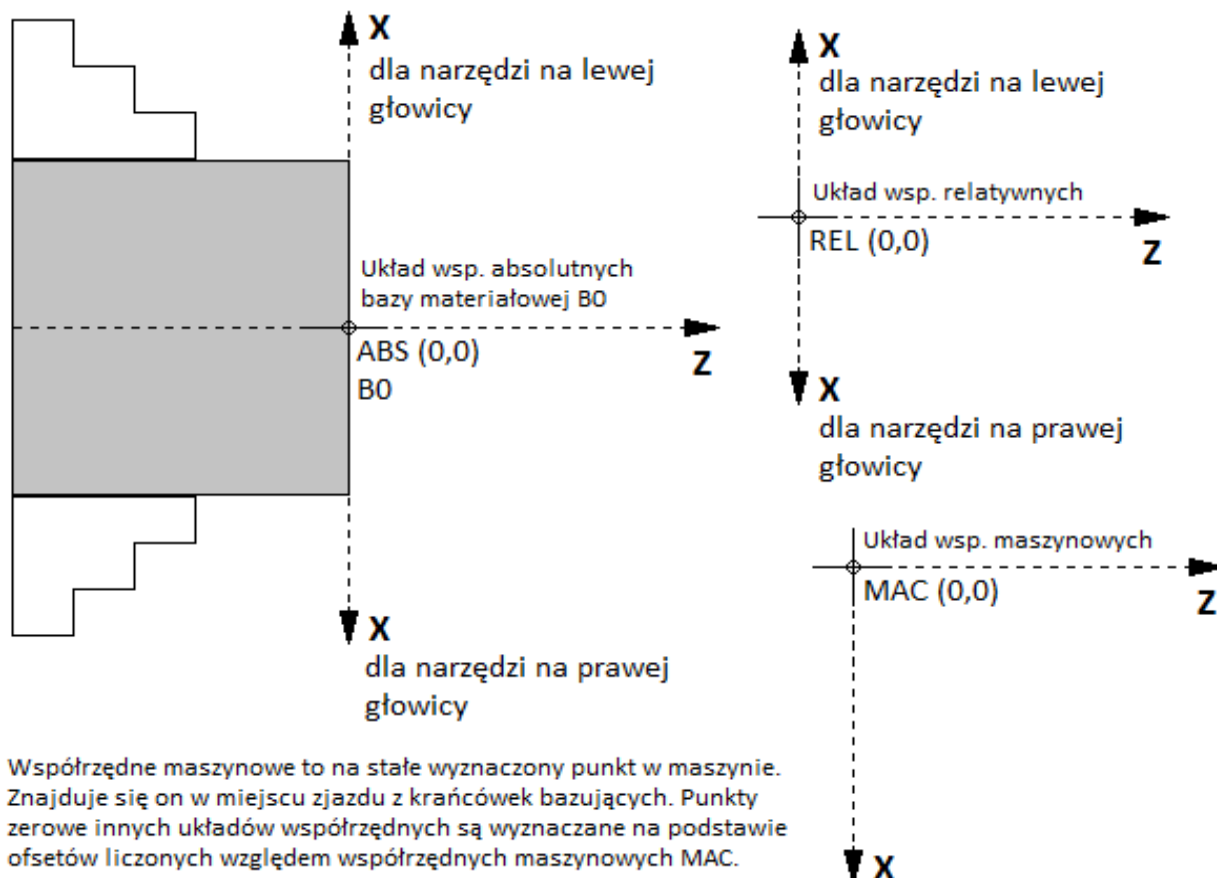 X
dla narzędzi na lewej
głowicy
Układ wsp. absolutnych
bazy materiałowej B0
ABS (0,0)
B0
Z
X
dla narzędzi na prawej
głowicy
X
dla narzędzi na lewej
głowicy
Układ wsp. relatywnych
REL (0,0)
Z
X
dla narzędzi na prawej
głowicy
Układ wsp. maszynowych
MAC (0,0)
Z
X
Współrzędne maszynowe to na stałe wyznaczony punkt w maszynie.
Znajduje się on w miejscu zjazdu z krańcówek bazujących. Punkty
zerowe innych układów współrzędnych są wyznaczane na podstawie
ofsetów liczonych względem współrzędnych maszynowych MAC.